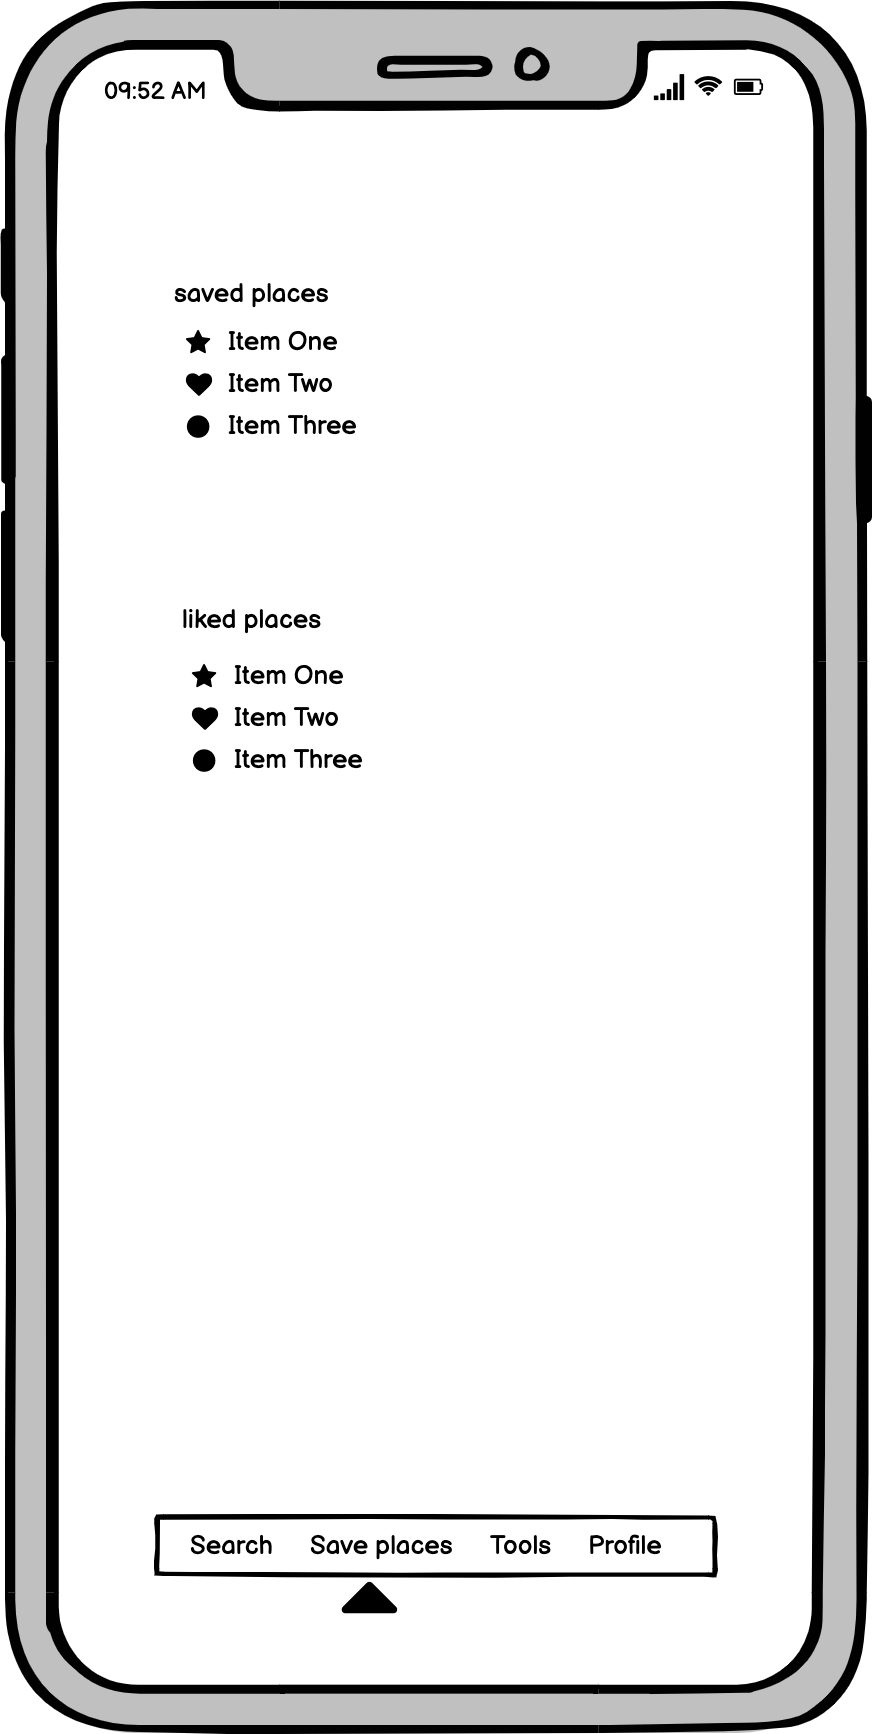 09:52 AM
saved places
Item One
Item Two
Item Three
liked places
Item One
Item Two
Item Three
Search Save places Tools Profile